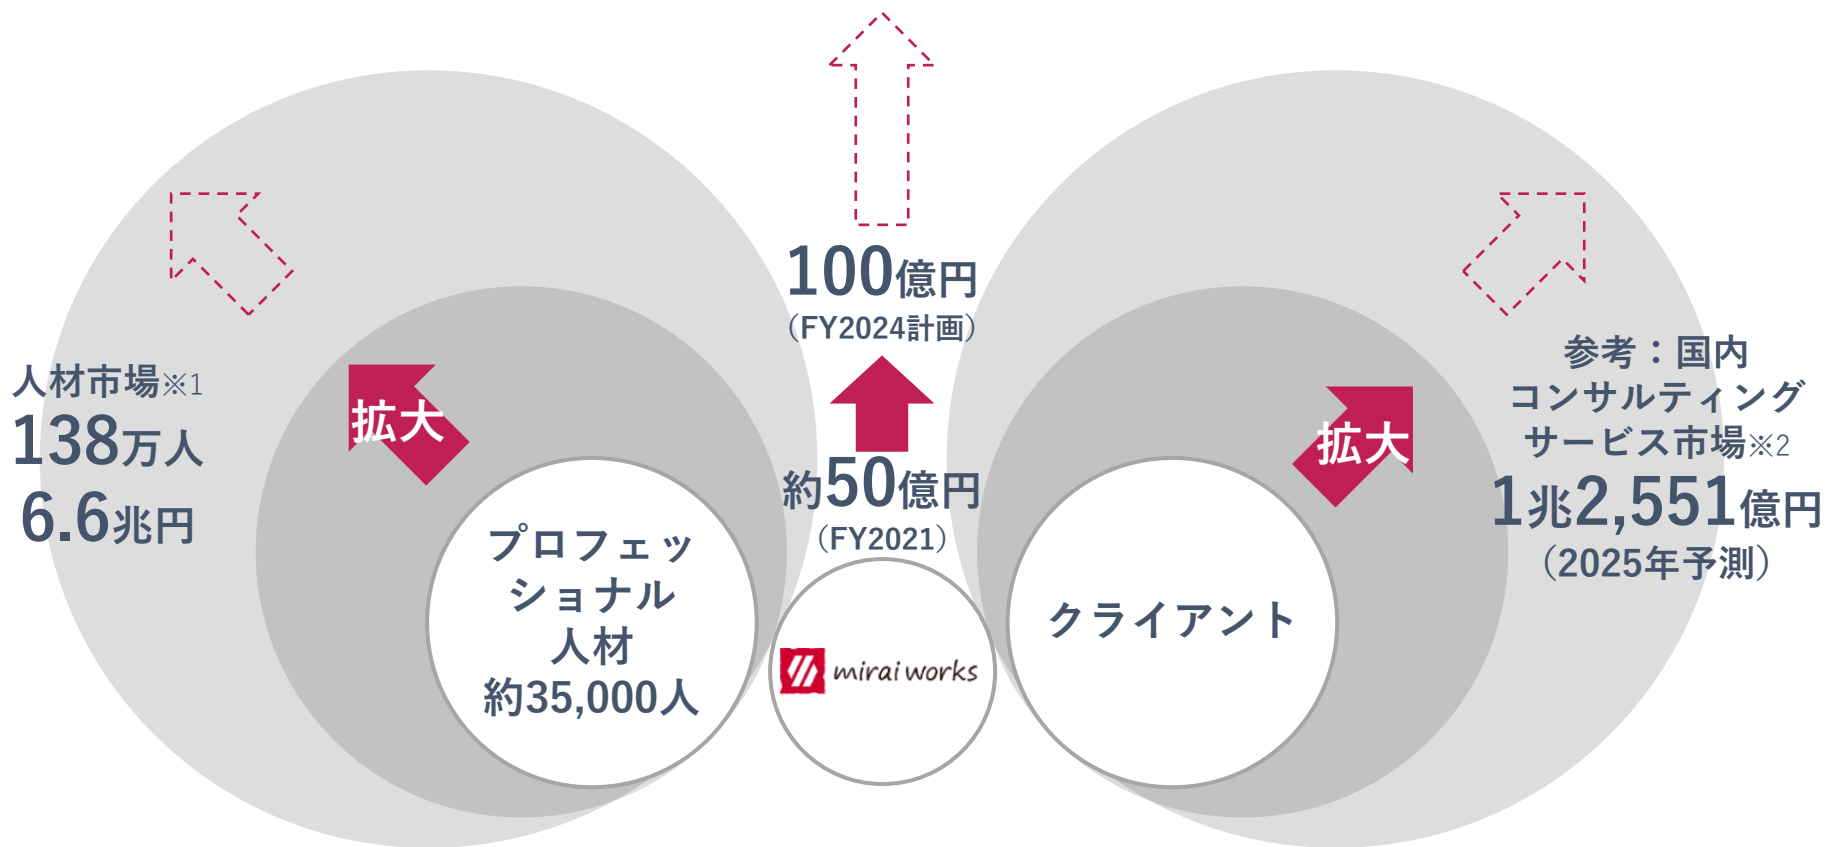 人材市場※1
138万人
6.6兆円
拡大
プロフェッ
ショナル
人材
約35,000人
100億円
（FY2024計画）
約50億円
（FY2021）
mirai works
拡大
クライアント
参考：国内
コンサルティング
サービス市場※2
1兆2,551億円
（2025年予測）